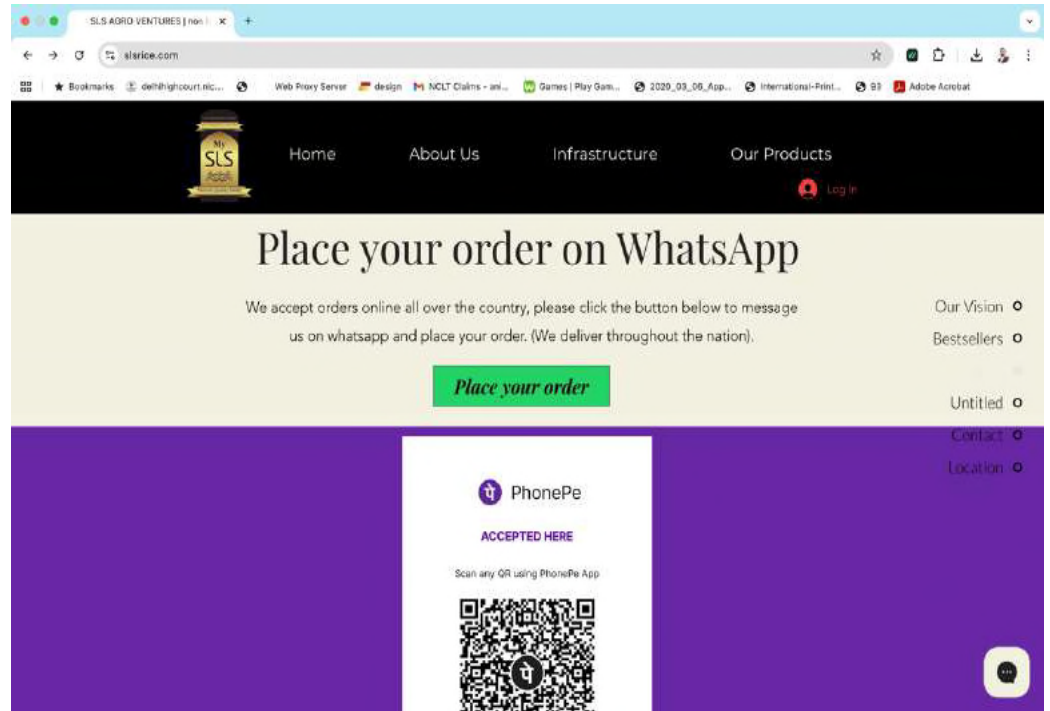 SLS AGRO VENTURES | non
slsrice.com
Bookmarks delhihighcourt.nic... Web Proxy Server design NCLT Claims - ani... Games | Play Gam... 2020_03_06_App... International-Print... 93 Adobe Acrobat
My
SLS
Home About Us Infrastructure Our Products
Log In
Place your order on WhatsApp
We accept orders online all over the country, please click the button below to message
us on whatsapp and place your order. (We deliver throughout the nation).
Place your order
Our Vision
Bestsellers
Untitled
Contact
Location
पे PhonePe
ACCEPTED HERE
Scan any QR using PhonePe App
पे